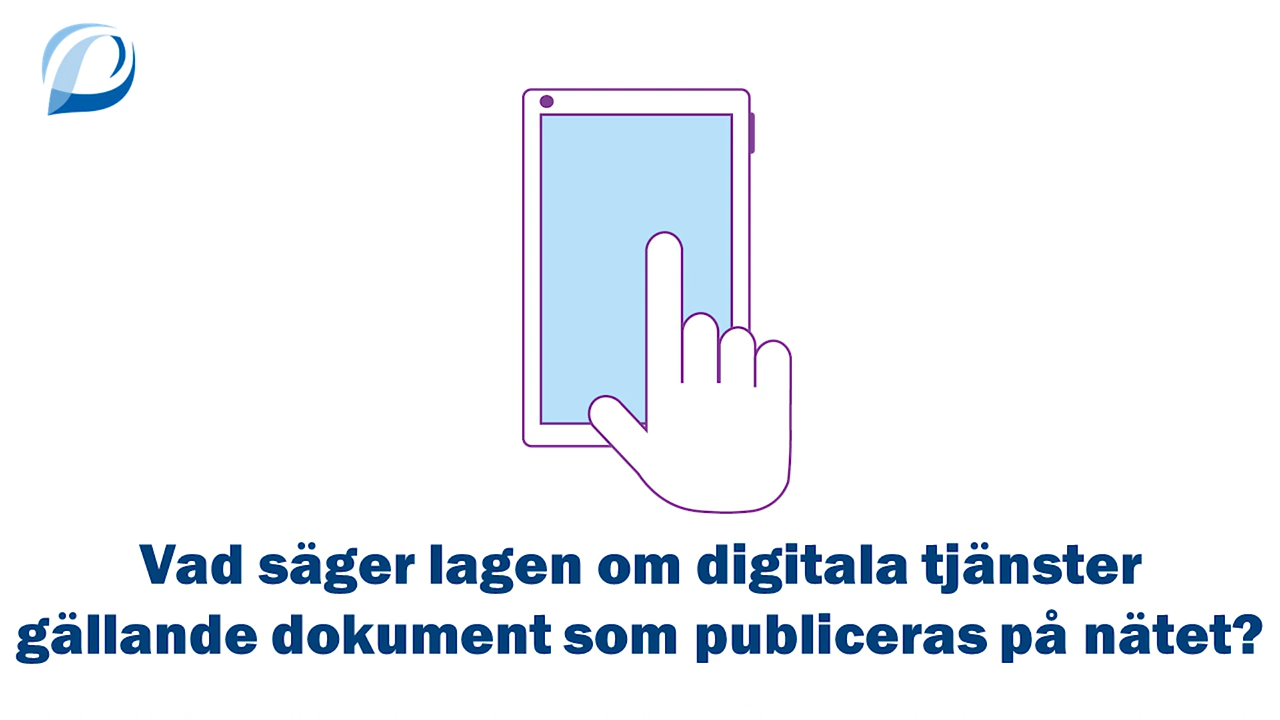 Vad säger lagen om digitala tjänster
gällande dokument som publiceras på nätet?